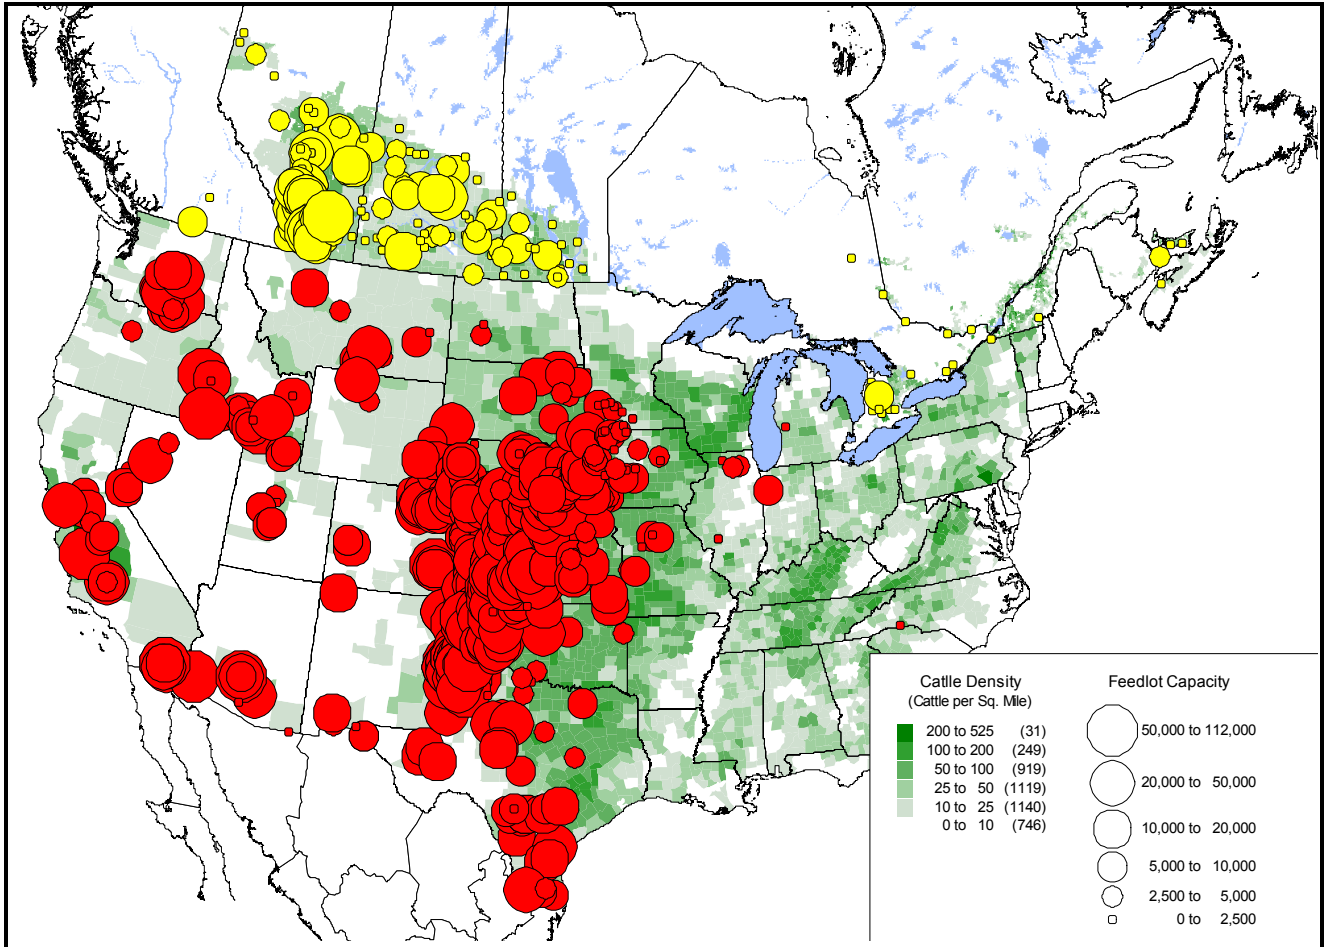 Catlle Density
(Cattle per Sq. Mile)
200 to 525 (31)
100 to 200 (249)
50 to 100 (919)
25 to 50 (1119)
10 to 25 (1140)
0 to 10 (746)
Feedlot Capacity
50,000 to 112,000
20,000 to 50,000
10,000 to 20,000
5,000 to 10,000
2,500 to 5,000
0 to 2,500